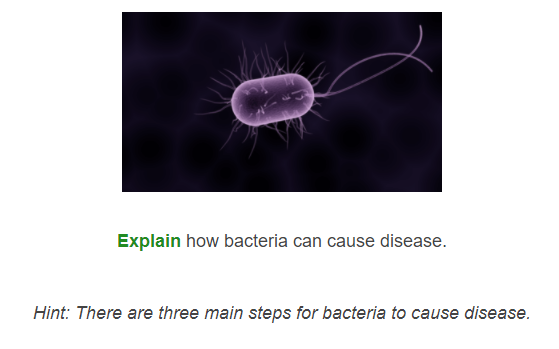 Explain how bacteria can cause disease.
Hint: There are three main steps for bacteria to cause disease.